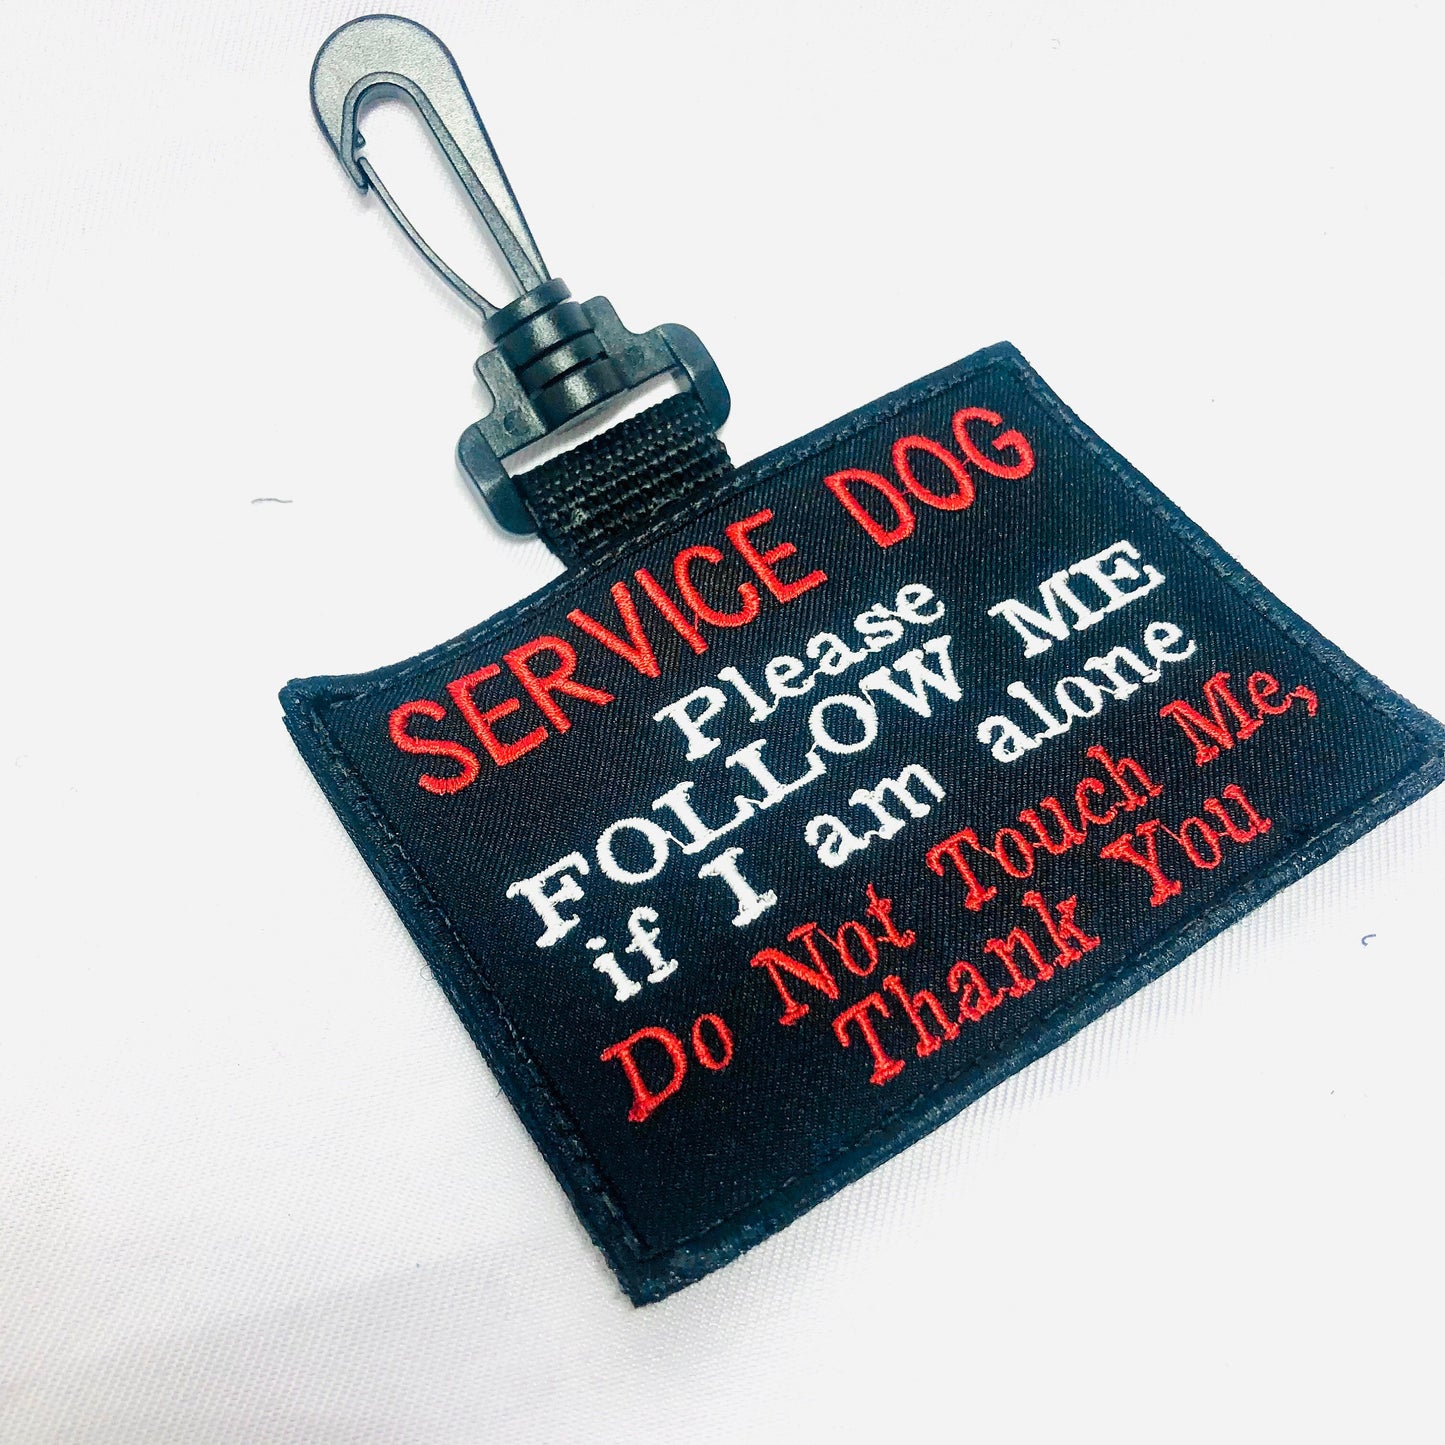 SERVICE DOG
Please
FOLLOW ME
if I am alone
Do Not Touch Me,
Thank You